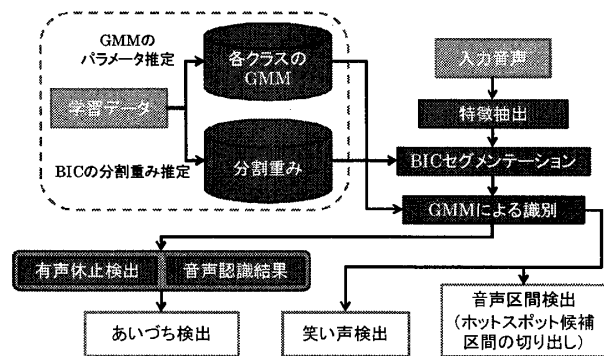 GMMの
パラメータ推定
学習データ
BICの分割重み推定
各クラスの
GMM
分割重み
入力音声
特徴抽出
BICセグメンテーション
GMMによる識別
有声休止検出
音声認識結果
あいづち検出
笑い声検出
音声区間検出
(ホットスポット候補
区間の切り出し)